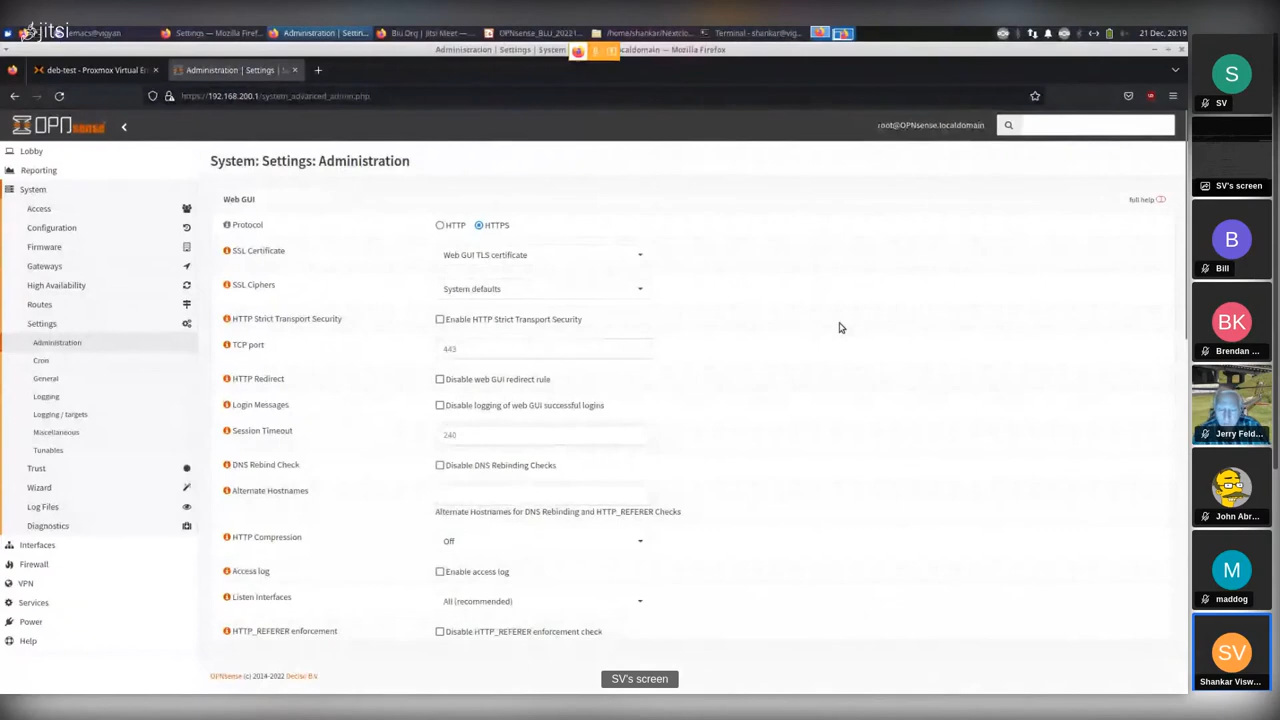 jitsi
emacs@vigyan
Settings — Mozilla Firef...
Administration | Settin...
Blu Org | Jitsi Meet — ...
OPNsense_BLU_20221...
/home/shankari/Nextclo...
Terminal - shankar@vig...
21 Dec, 20:19
Administration | Settings | System
caldomain — Mozilla Firefox
deb-test - Proxmox Virtual E
Administration | Settings | S
https://192.168.200.1/system_advanced_admin.php
OPNsense
root@OPNsense.localdomain
Lobby
Reporting
System
Access
Configuration
Firmware
Gateways
High Availability
Routes
Settings
Administration
Cron
General
Logging
Logging / targets
Miscellaneous
Tunables
Trust
Wizard
Log Files
Diagnostics
Interfaces
Firewall
VPN
Services
Power
Help
System: Settings: Administration
Web GUI
full help
Protocol
HTTP
HTTPS
SSL Certificate
Web GUI TLS certificate
SSL Ciphers
System defaults
HTTP Strict Transport Security
Enable HTTP Strict Transport Security
TCP port
443
HTTP Redirect
Disable web GUI redirect rule
Login Messages
Disable logging of web GUI successful logins
Session Timeout
240
DNS Rebind Check
Disable DNS Rebinding Checks
Alternate Hostnames
Alternate Hostnames for DNS Rebinding and HTTP_REFERER Checks
HTTP Compression
Off
Access log
Enable access log
Listen Interfaces
All (recommended)
HTTP_REFERER enforcement
Disable HTTP_REFERER enforcement check
OPNsense (c) 2014-2022 Deciso B.V.
SV's screen
S
SV
SV's screen
B
Bill
BK
Brendan ...
Jerry Feld...
John Abr...
M
maddog
SV
Shankar Visw...